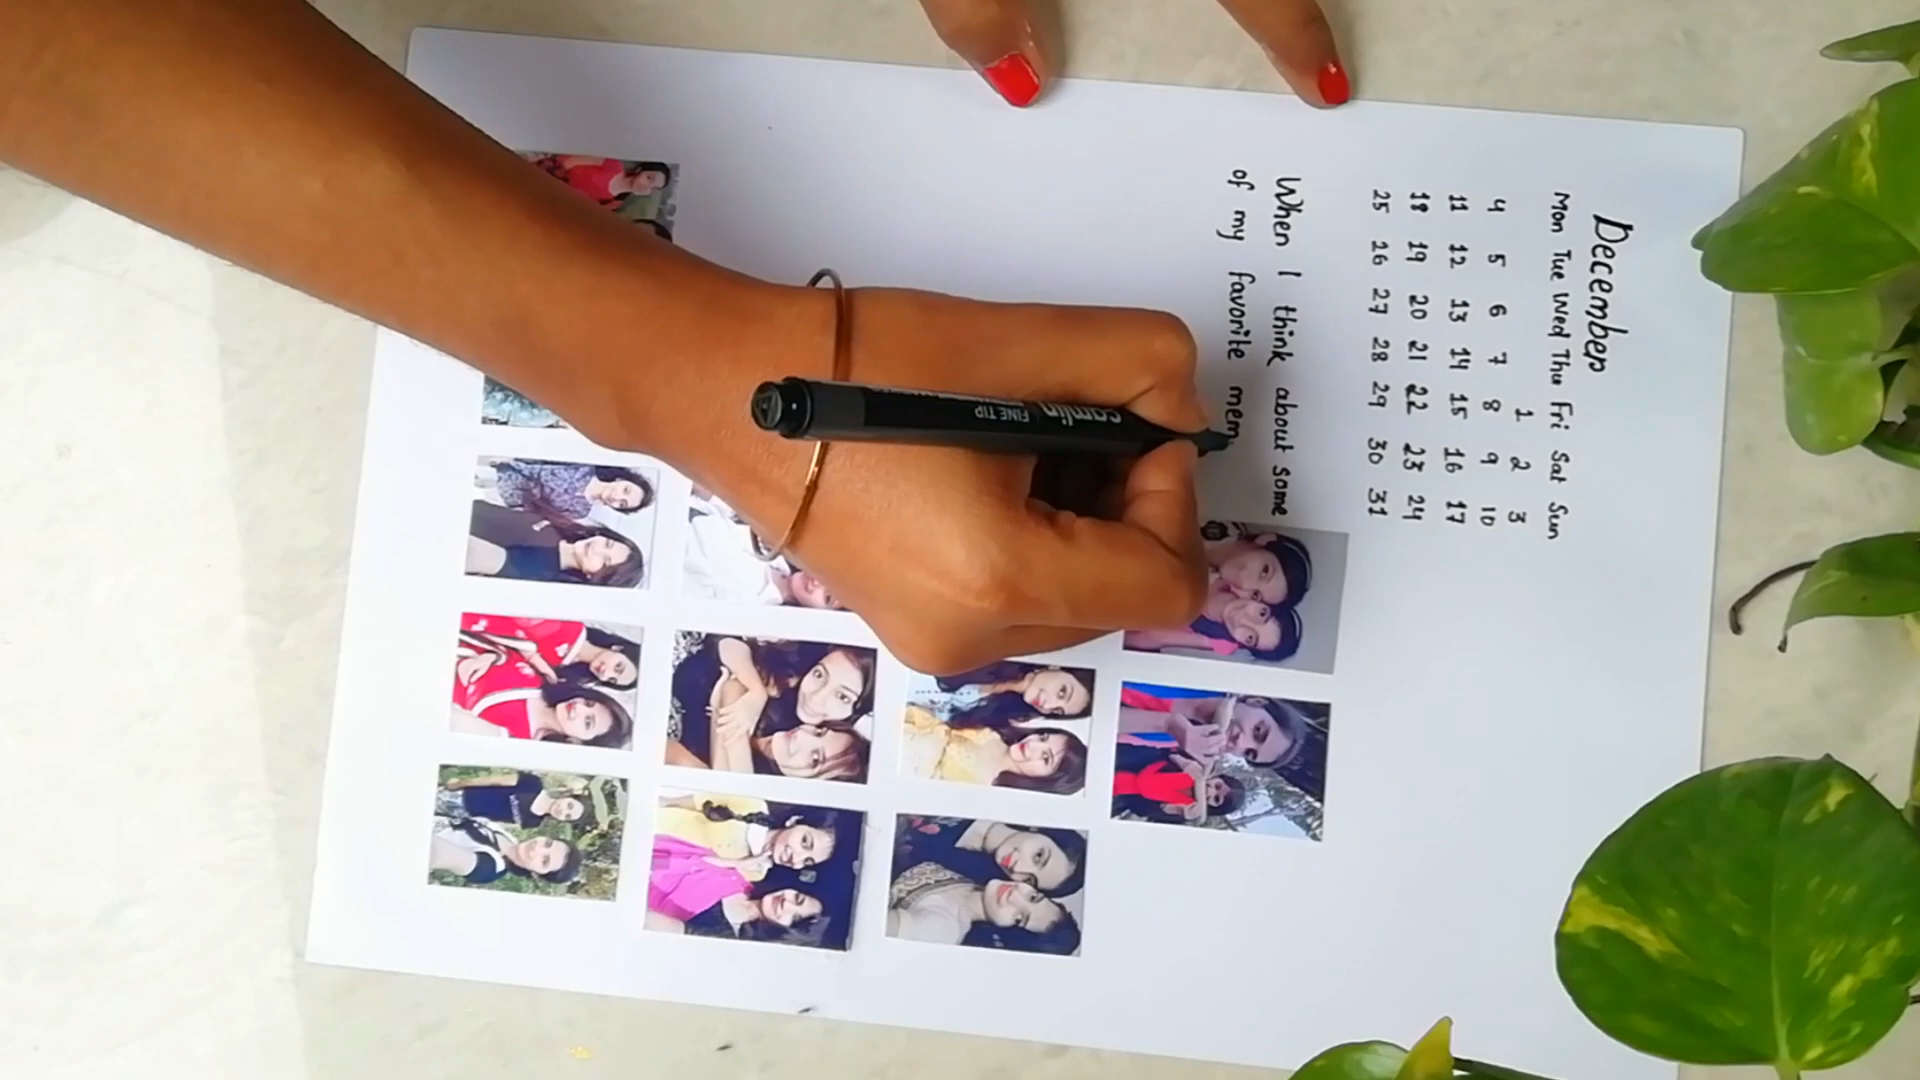 December
Mon Tue Wed Thu Fri Sat Sun
1 2 3
4 5 6 7 8 9 10
11 12 13 14 15 16 17
18 19 20 21 22 23 24
25 26 27 28 29 30 31
When I think about some
of my favorite mem
camlin
FINE TIP